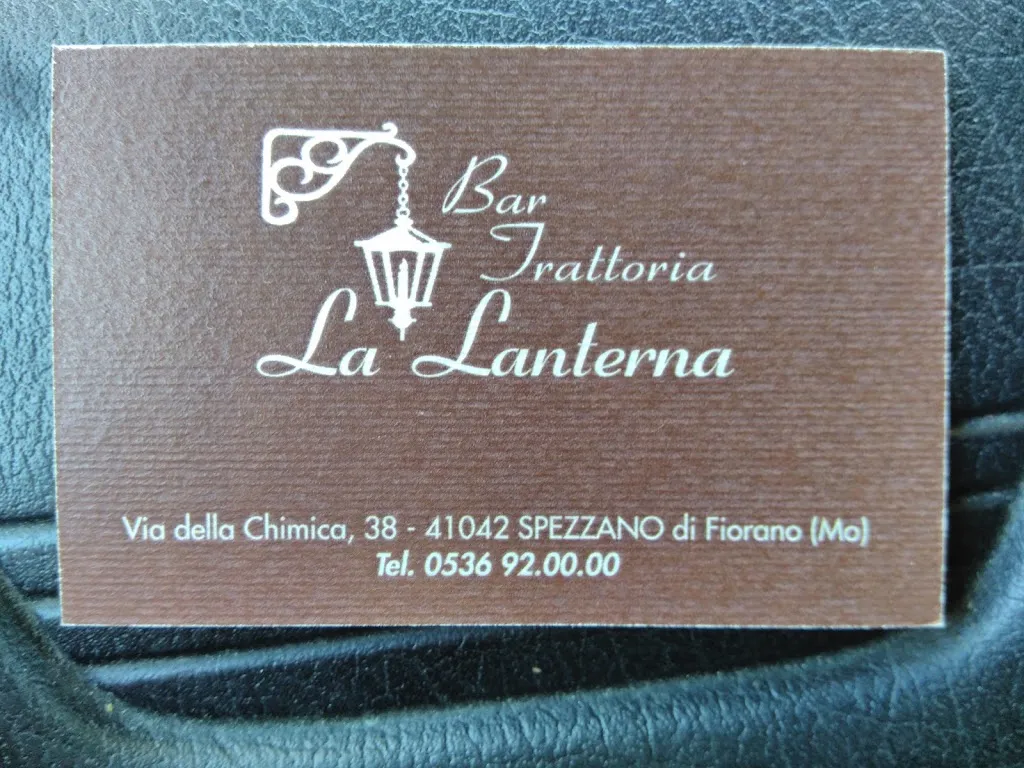 Bar
Trattoria
La Lanterna
Via della Chimica, 38 - 41042 SPEZZANO di Fiorano (Mo)
Tel. 0536 92.00.00